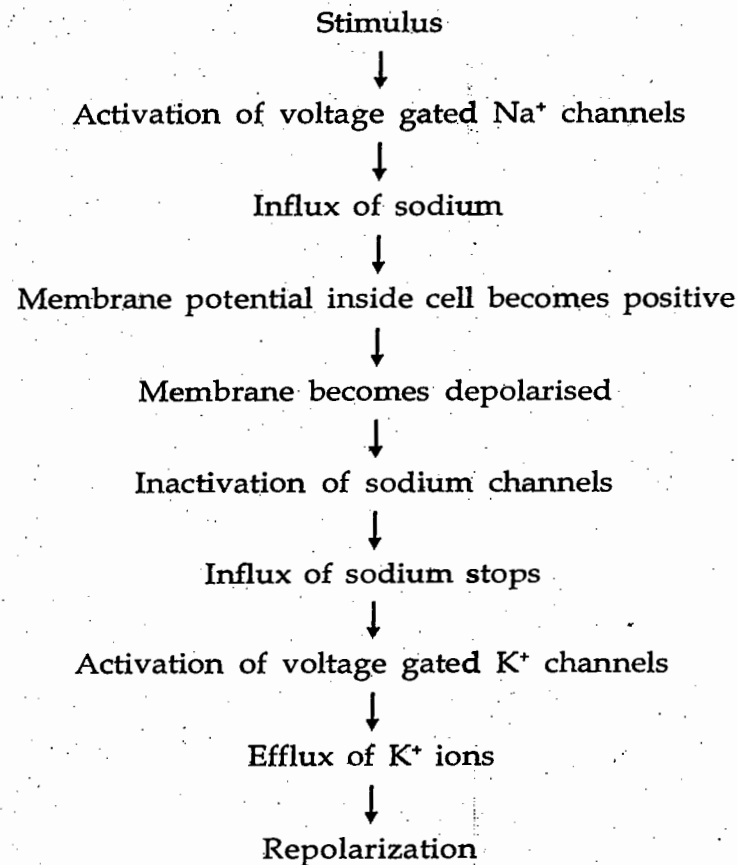 Stimulus
Activation of voltage gated Na⁺ channels
Influx of sodium
Membrane potential inside cell becomes positive
Membrane becomes depolarised
Inactivation of sodium channels
Influx of sodium stops
Activation of voltage gated K⁺ channels
Efflux of K⁺ ions
Repolarization